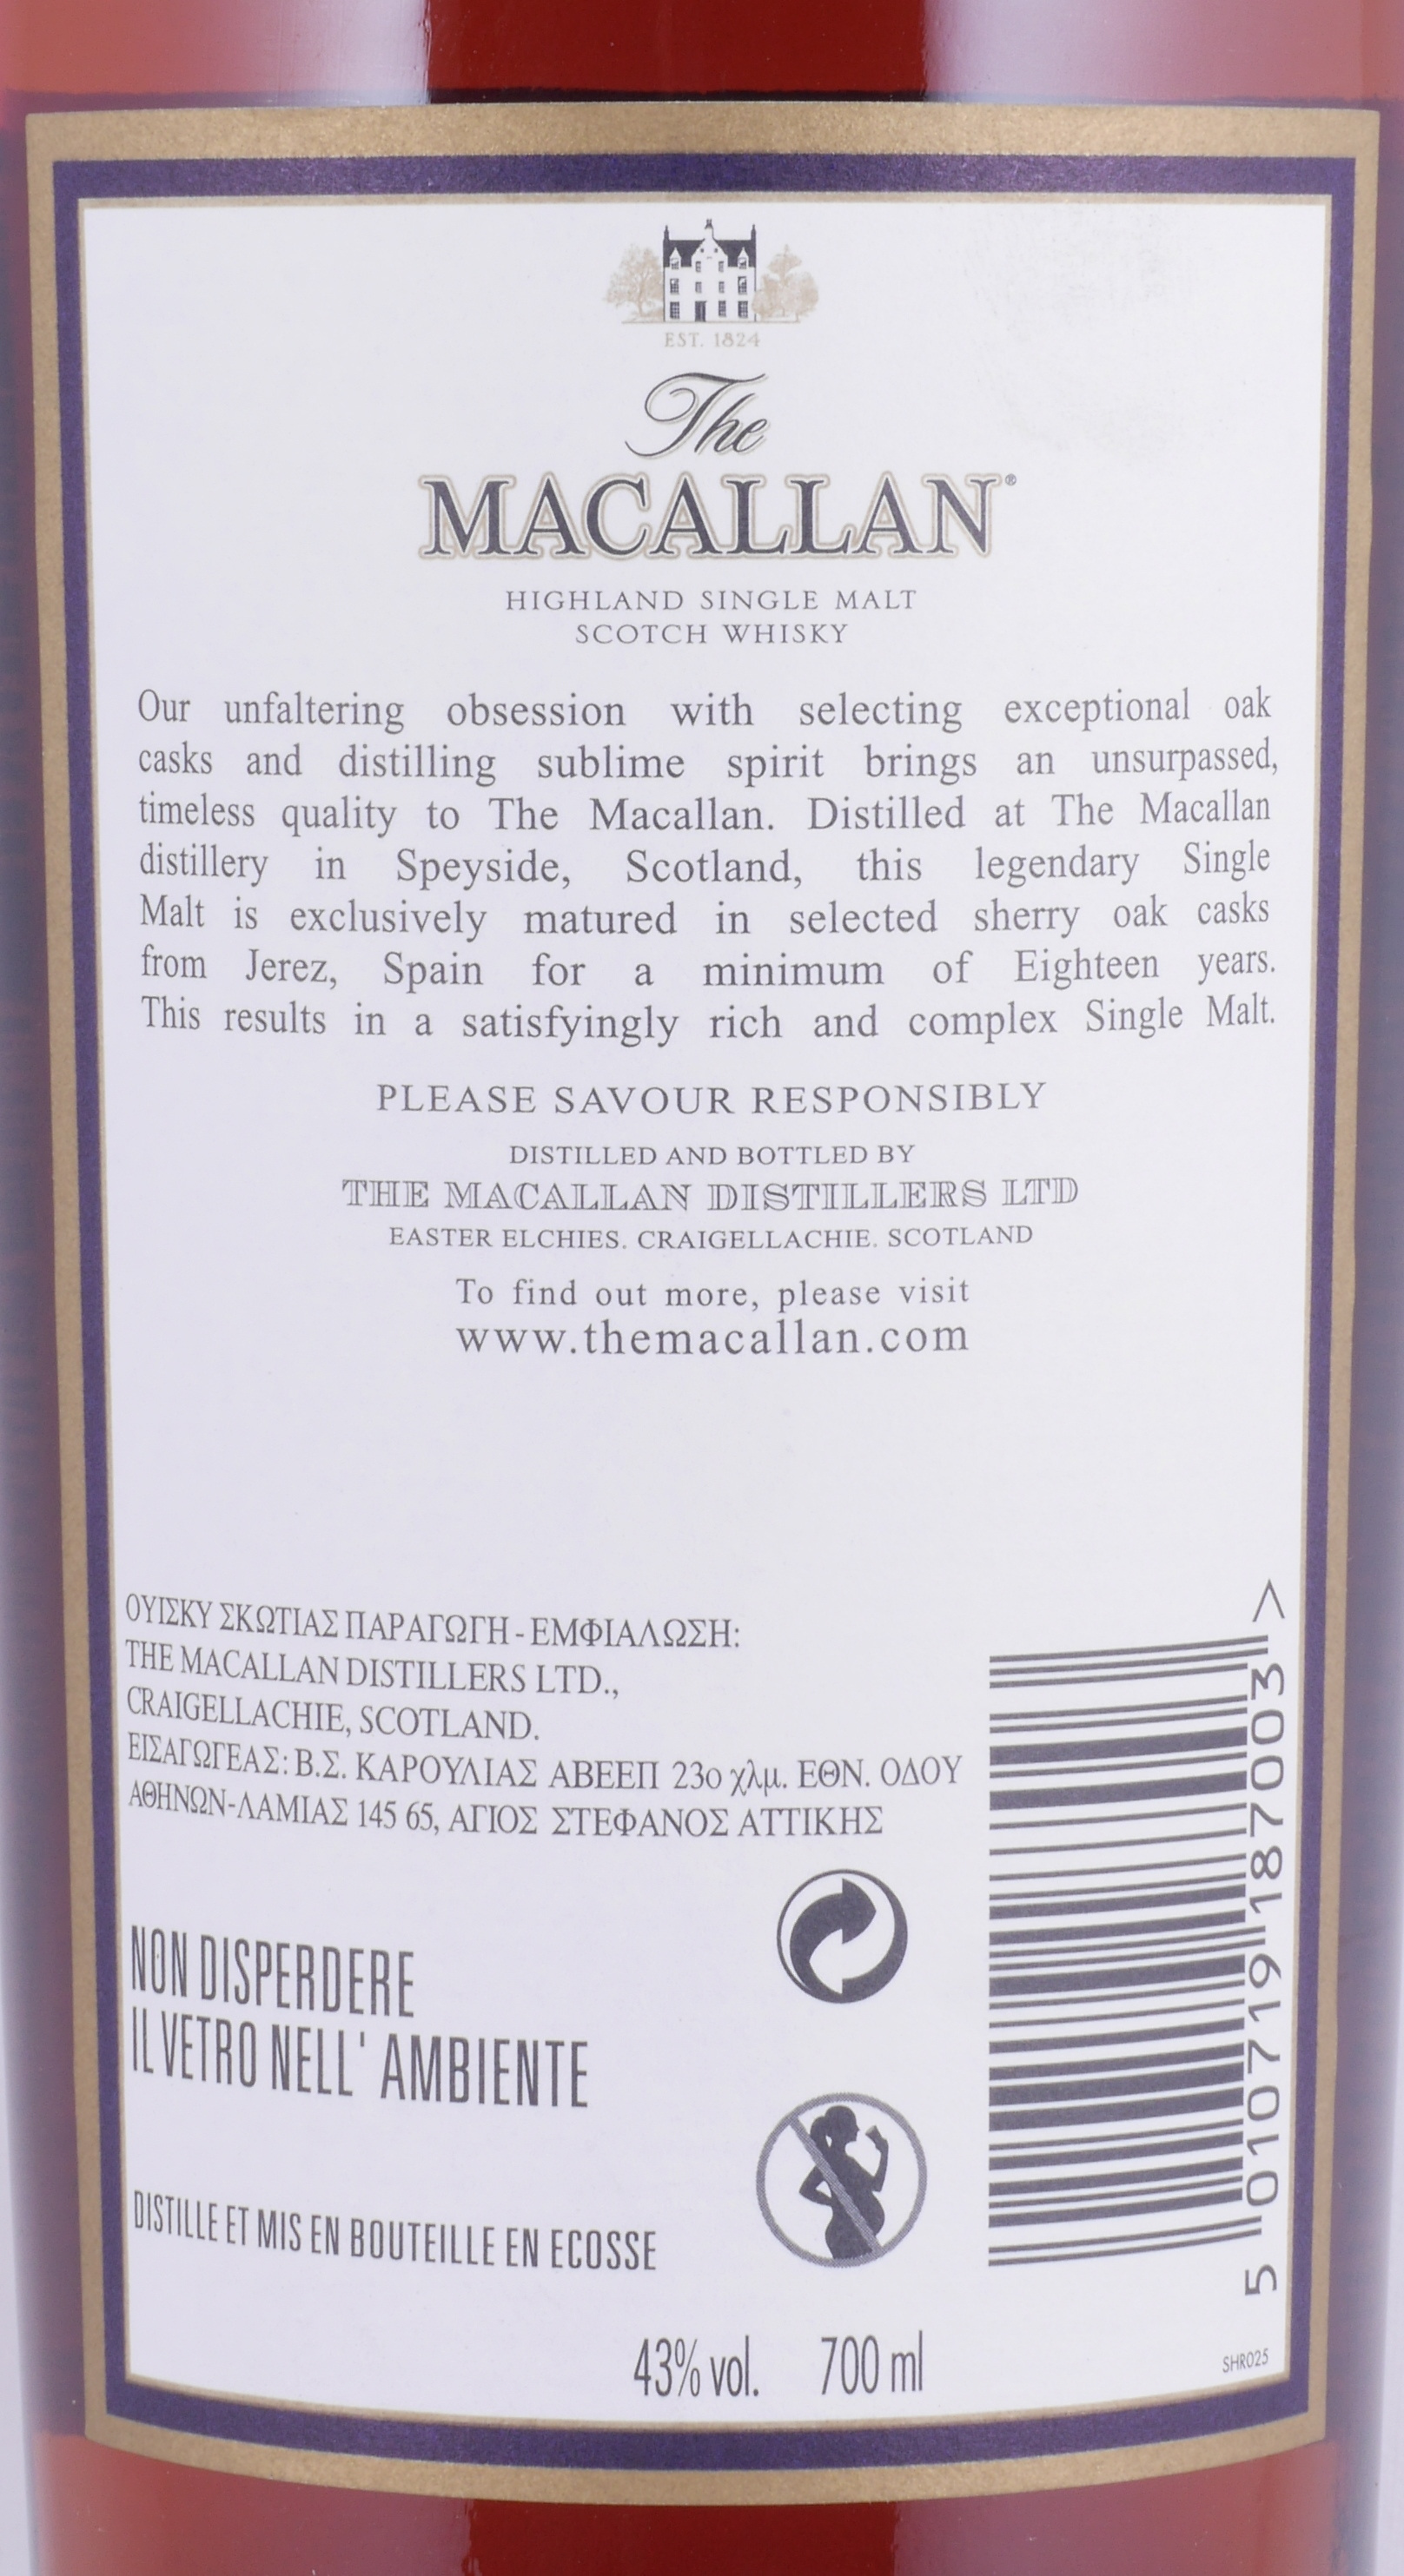 EST. 1824
The
MACALLAN®
HIGHLAND SINGLE MALT
SCOTCH WHISKY
Our unfaltering obsession with selecting exceptional oak
casks and distilling sublime spirit brings an unsurpassed,
timeless quality to The Macallan. Distilled at The Macallan
distillery in Speyside, Scotland, this legendary Single
Malt is exclusively matured in selected sherry oak casks
from Jerez, Spain for a minimum of Eighteen years.
This results in a satisfyingly rich and complex Single Malt.
PLEASE SAVOUR RESPONSIBLY
DISTILLED AND BOTTLED BY
THE MACALLAN DISTILLERS LTD
EASTER ELCHIES. CRAIGELLACHIE. SCOTLAND
To find out more, please visit
www.themacallan.com
ΟΥΙΣΚΥ ΣΚΩΤΙΑΣ ΠΑΡΑΓΩΓΗ - ΕΜΦΙΑΛΩΣΗ:
THE MACALLAN DISTILLERS LTD.,
CRAIGELLACHIE, SCOTLAND.
ΕΙΣΑΓΩΓΕΑΣ: Β.Σ. ΚΑΡΟΥΛΙΑΣ ΑΒΕΕΠ 23ο χλμ. ΕΘΝ. ΟΔΟΥ
ΑΘΗΝΩΝ-ΛΑΜΙΑΣ 145 65, ΑΓΙΟΣ ΣΤΕΦΑΝΟΣ ΑΤΤΙΚΗΣ
NON DISPERDERE
IL VETRO NELL' AMBIENTE
DISTILLE ET MIS EN BOUTEILLE EN ECOSSE
43% vol. 700 ml
5 010719 187003 >
SHR025